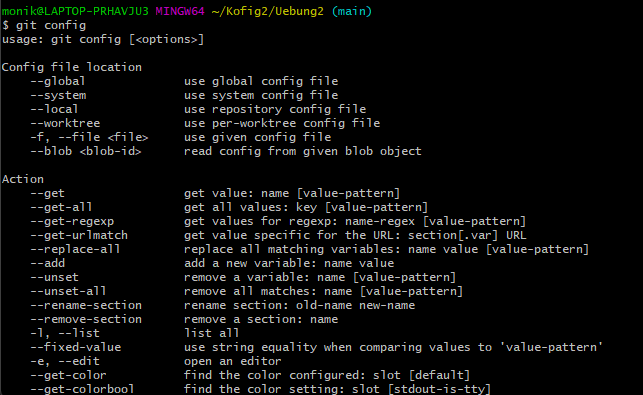 monik@LAPTOP-PRHAVJU3 MINGW64 ~/Kofig2/Uebung2 (main)
$ git config
usage: git config [<options>]

Config file location
    --global              use global config file
    --system              use system config file
    --local               use repository config file
    --worktree            use per-worktree config file
    -f, --file <file>     use given config file
    --blob <blob-id>      read config from given blob object

Action
    --get                 get value: name [value-pattern]
    --get-all             get all values: key [value-pattern]
    --get-regexp          get values for regexp: name-regex [value-pattern]
    --get-urlmatch        get value specific for the URL: section[.var] URL
    --replace-all         replace all matching variables: name value [value-pattern]
    --add                 add a new variable: name value
    --unset               remove a variable: name [value-pattern]
    --unset-all           remove all matches: name [value-pattern]
    --rename-section      rename section: old-name new-name
    --remove-section      remove a section: name
    -l, --list            list all
    --fixed-value         use string equality when comparing values to 'value-pattern'
    -e, --edit            open an editor
    --get-color           find the color configured: slot [default]
    --get-colorbool       find the color setting: slot [stdout-is-tty]